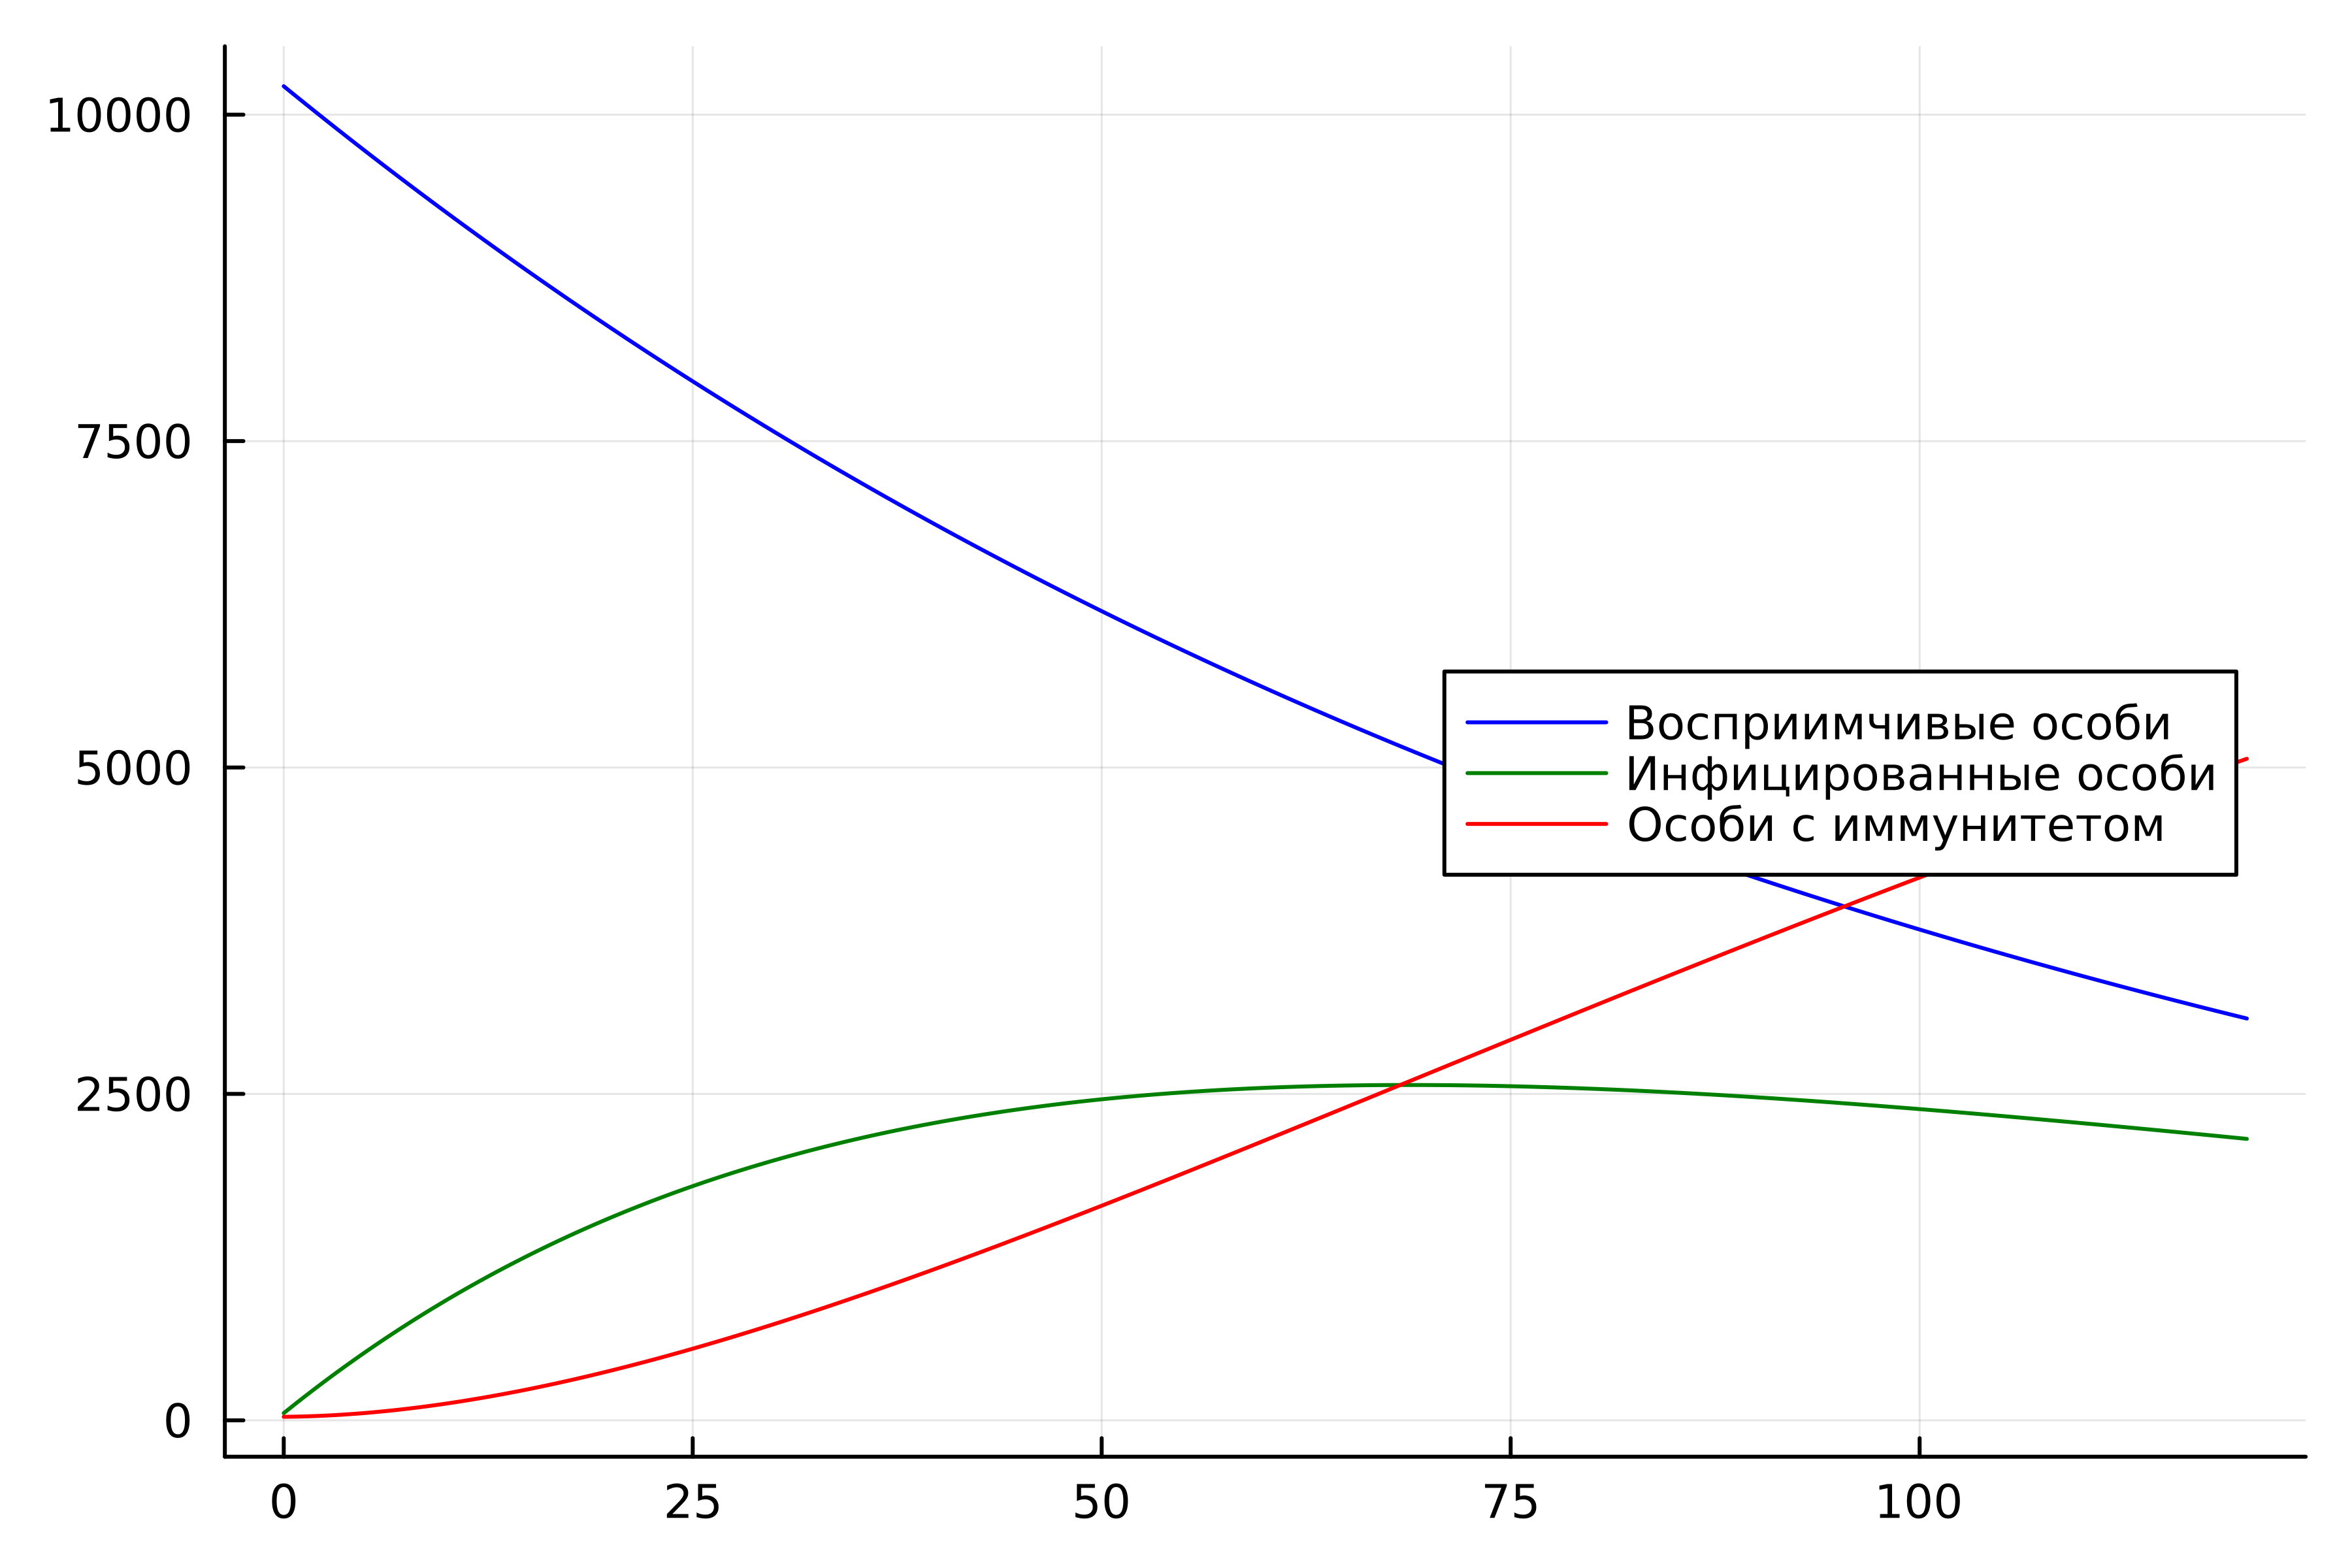 10000
7500
5000
2500
0
Восприимчивые особи
Инфицированные особи
Особи с иммунитетом
0 25 50 75 100